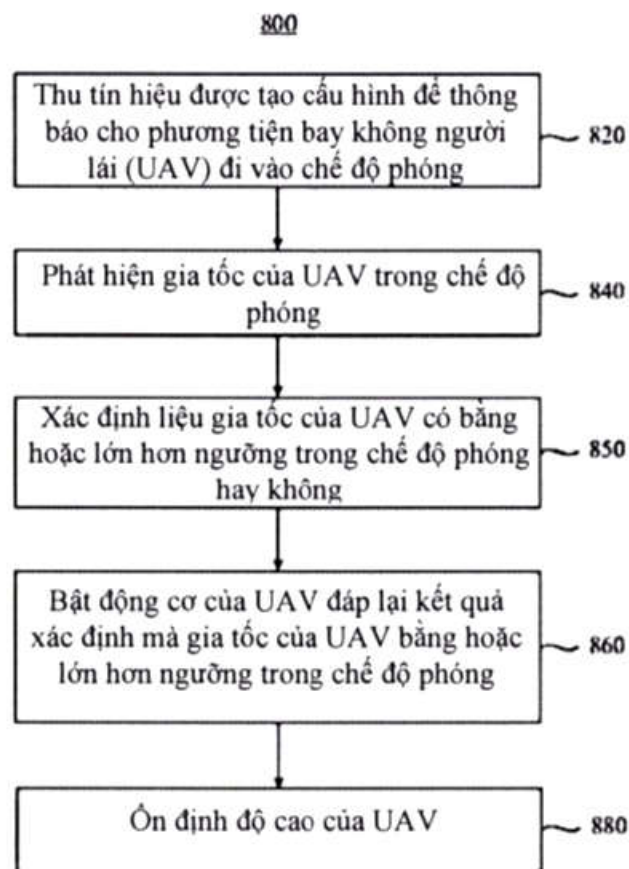 800
Thu tín hiệu được tạo cấu hình để thông
báo cho phương tiện bay không người
lái (UAV) đi vào chế độ phóng
820
Phát hiện gia tốc của UAV trong chế độ
phóng
840
Xác định liệu gia tốc của UAV có bằng
hoặc lớn hơn ngưỡng trong chế độ phóng
hay không
850
Bật động cơ của UAV đáp lại kết quả
xác định mà gia tốc của UAV bằng hoặc
lớn hơn ngưỡng trong chế độ phóng
860
Ổn định độ cao của UAV
880